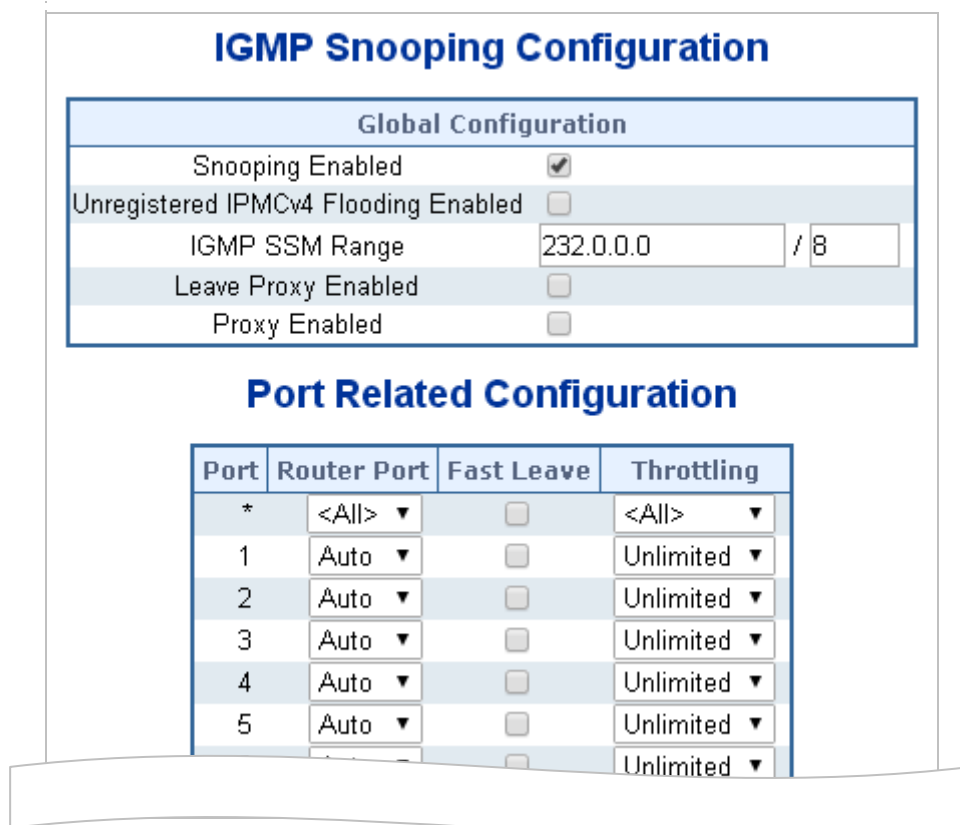 IGMP Snooping Configuration
Global Configuration
Snooping Enabled
Unregistered IPMCv4 Flooding Enabled
IGMP SSM Range 232.0.0.0 / 8
Leave Proxy Enabled
Proxy Enabled
Port Related Configuration
Port Router Port Fast Leave Throttling
* <All> <All>
1 Auto Unlimited
2 Auto Unlimited
3 Auto Unlimited
4 Auto Unlimited
5 Auto Unlimited
Unlimited